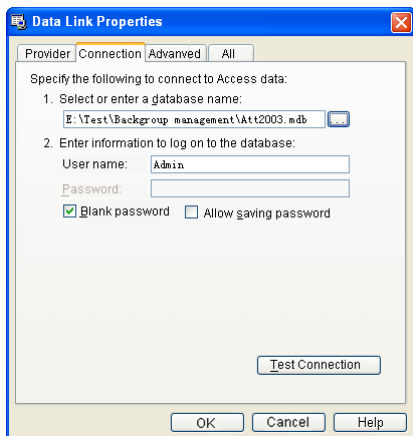 Data Link Properties
Provider Connection Advanved All
Specify the following to connect to Access data:
1. Select or enter a database name:
E:\Test\Backgroup management\Att2003.mdb ...
2. Enter information to log on to the database:
User name: Admin
Password:
Blank password Allow saving password
Test Connection
OK Cancel Help